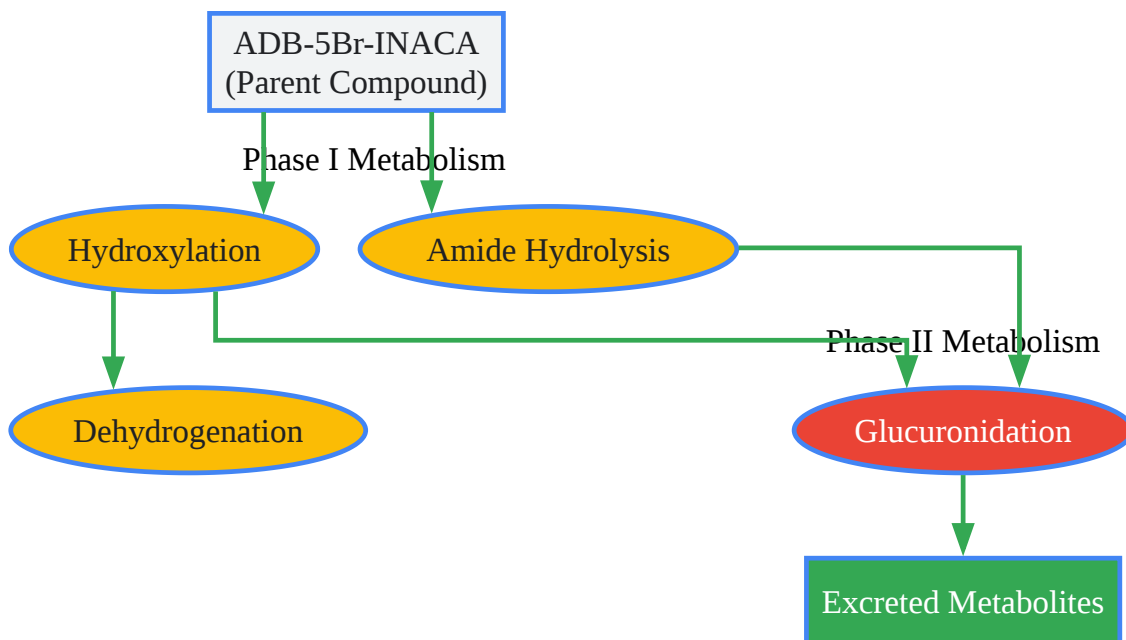 ADB-5Br-INACA
(Parent Compound)
Phase I Metabolism
Hydroxylation
Amide Hydrolysis
Phase II Metabolism
Dehydrogenation
Glucuronidation
Excreted Metabolites